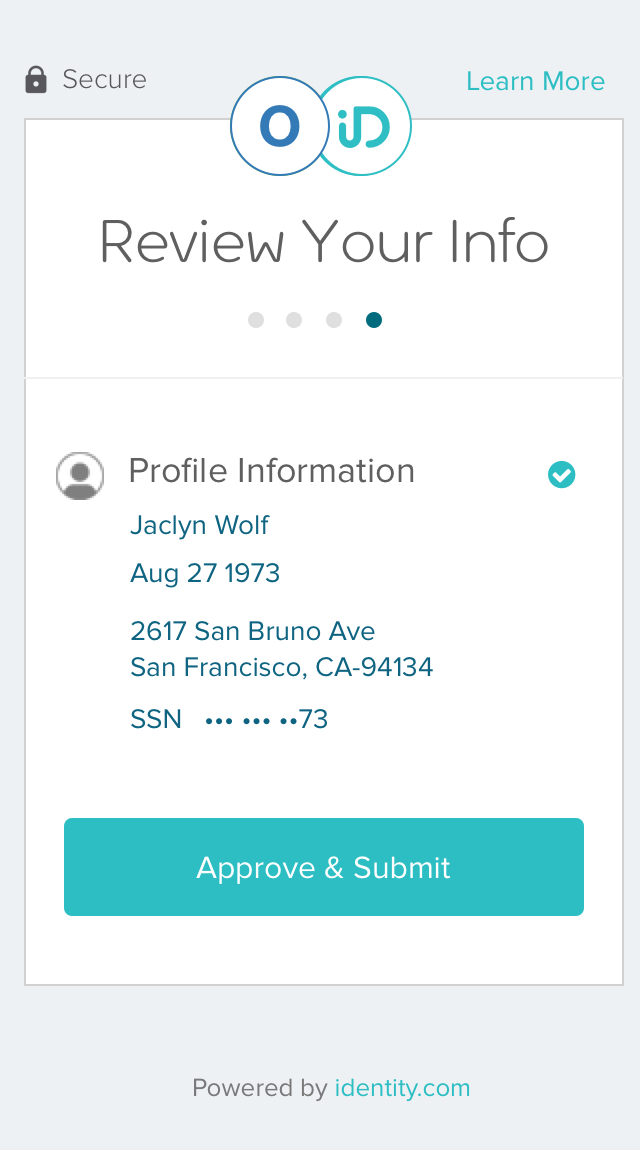 Secure
Learn More
O iD
Review Your Info
Profile Information
Jaclyn Wolf
Aug 27 1973
2617 San Bruno Ave
San Francisco, CA-94134
SSN ••• ••• ••73
Approve & Submit
Powered by identity.com